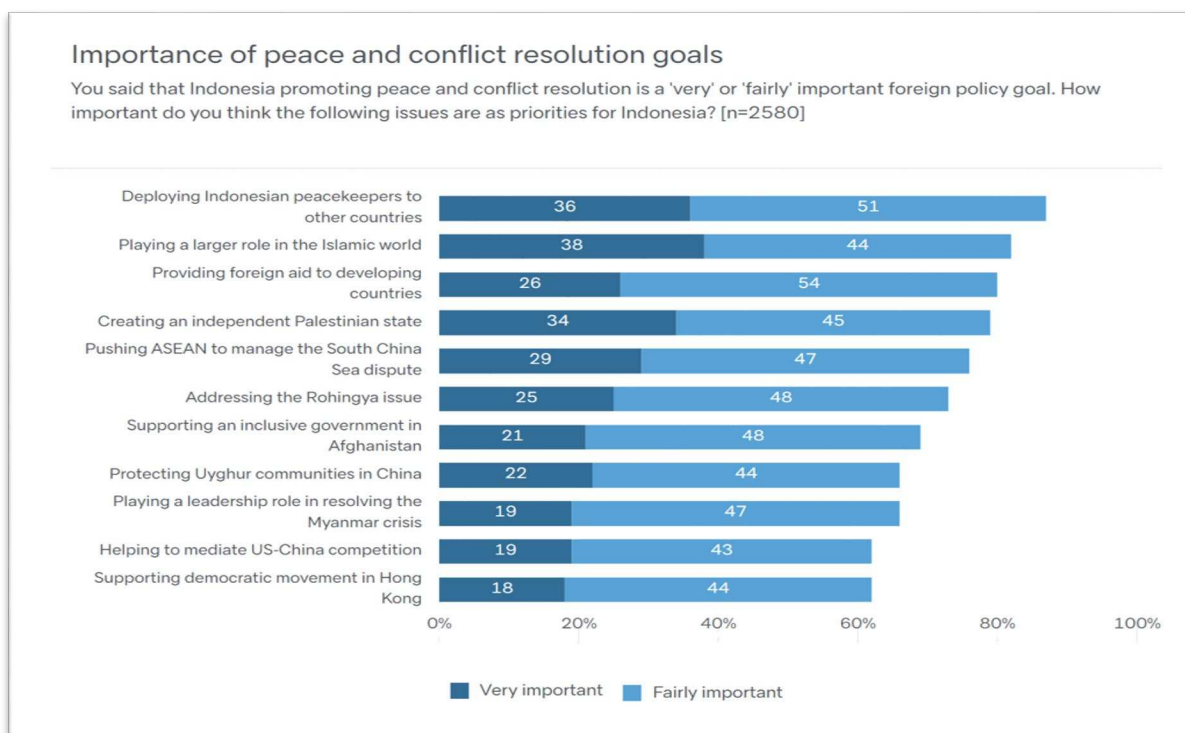 Importance of peace and conflict resolution goals
You said that Indonesia promoting peace and conflict resolution is a 'very' or 'fairly' important foreign policy goal. How
important do you think the following issues are as priorities for Indonesia? [n=2580]
Deploying Indonesian peacekeepers to
other countries
36 51
Playing a larger role in the Islamic world
38 44
Providing foreign aid to developing
countries
26 54
Creating an independent Palestinian state
34 45
Pushing ASEAN to manage the South China
Sea dispute
29 47
Addressing the Rohingya issue
25 48
Supporting an inclusive government in
Afghanistan
21 48
Protecting Uyghur communities in China
22 44
Playing a leadership role in resolving the
Myanmar crisis
19 47
Helping to mediate US-China competition
19 43
Supporting democratic movement in Hong
Kong
18 44
0% 20% 40% 60% 80% 100%
Very important Fairly important